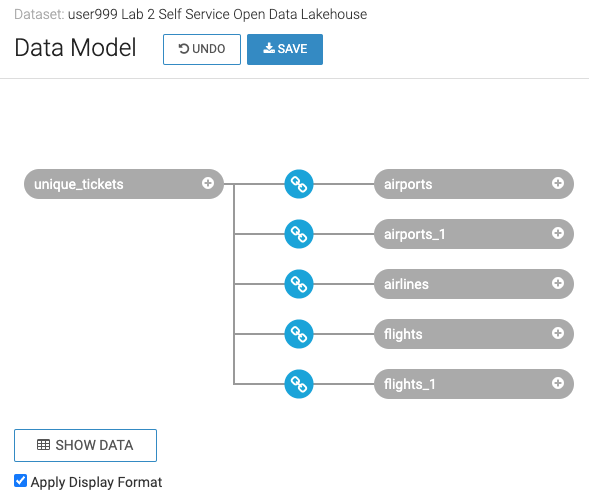 Dataset: user999 Lab 2 Self Service Open Data Lakehouse
Data Model
UNDO
SAVE
unique_tickets
airports
airports_1
airlines
flights
flights_1
SHOW DATA
Apply Display Format